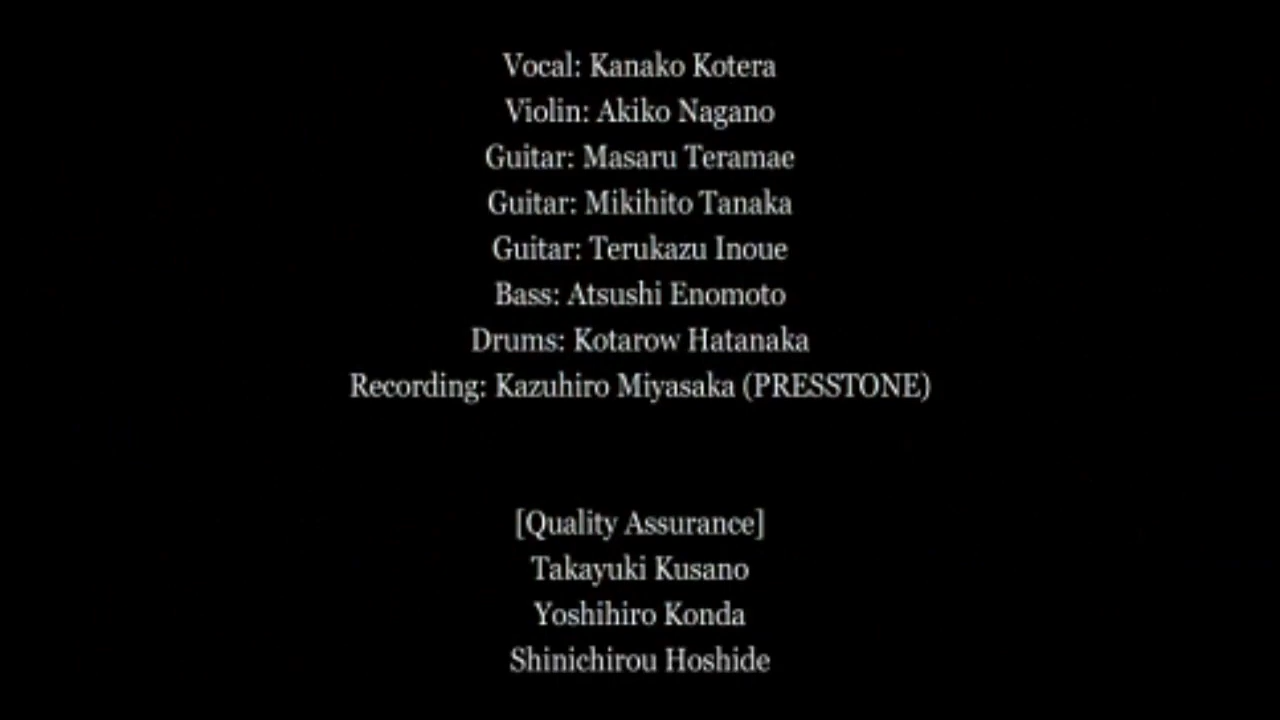 Vocal: Kanako Kotera
Violin: Akiko Nagano
Guitar: Masaru Teramae
Guitar: Mikihito Tanaka
Guitar: Terukazu Inoue
Bass: Atsushi Enomoto
Drums: Kotarow Hatanaka
Recording: Kazuhiro Miyasaka (PRESSTONE)
[Quality Assurance]
Takayuki Kusano
Yoshihiro Konda
Shinichirou Hoshide